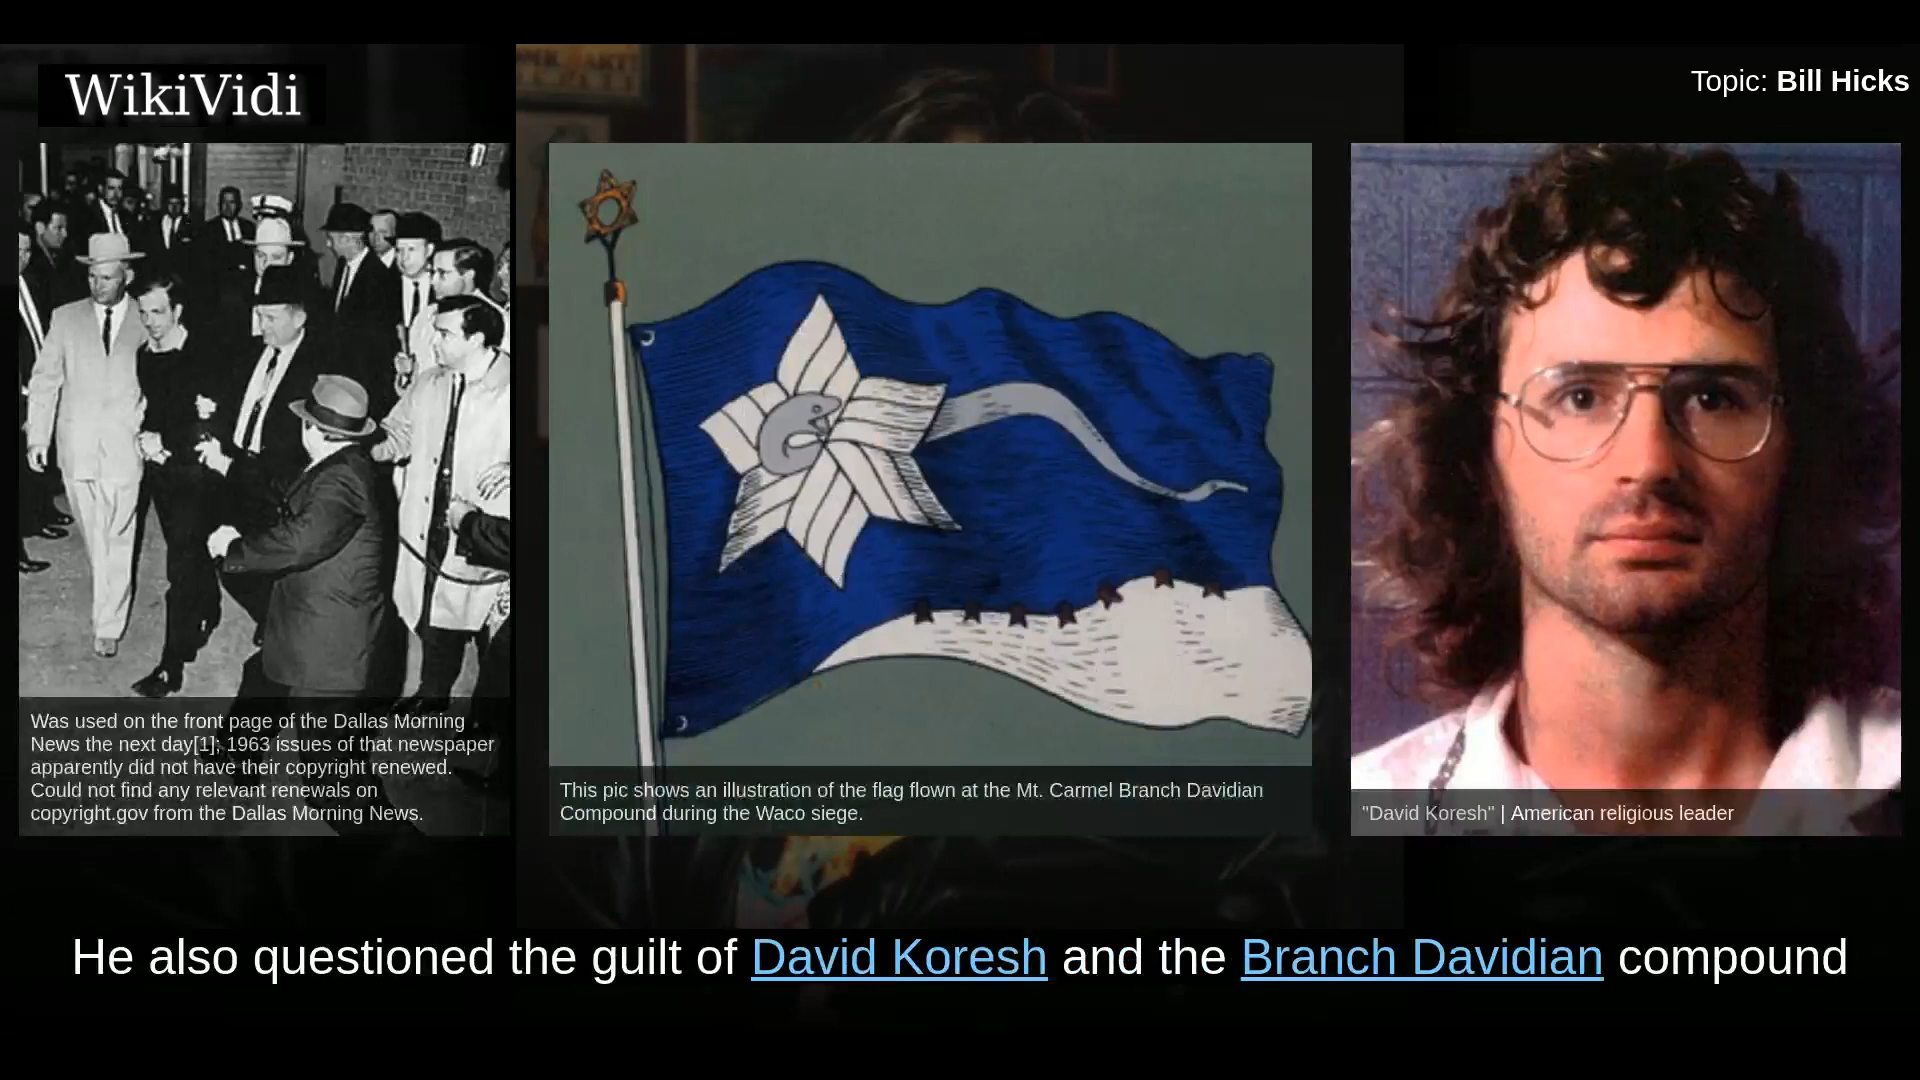 WikiVidi
Topic: Bill Hicks
Was used on the front page of the Dallas Morning
News the next day[1]; 1963 issues of that newspaper
apparently did not have their copyright renewed.
Could not find any relevant renewals on
copyright.gov from the Dallas Morning News.
This pic shows an illustration of the flag flown at the Mt. Carmel Branch Davidian
Compound during the Waco siege.
"David Koresh" | American religious leader
He also questioned the guilt of David Koresh and the Branch Davidian compound